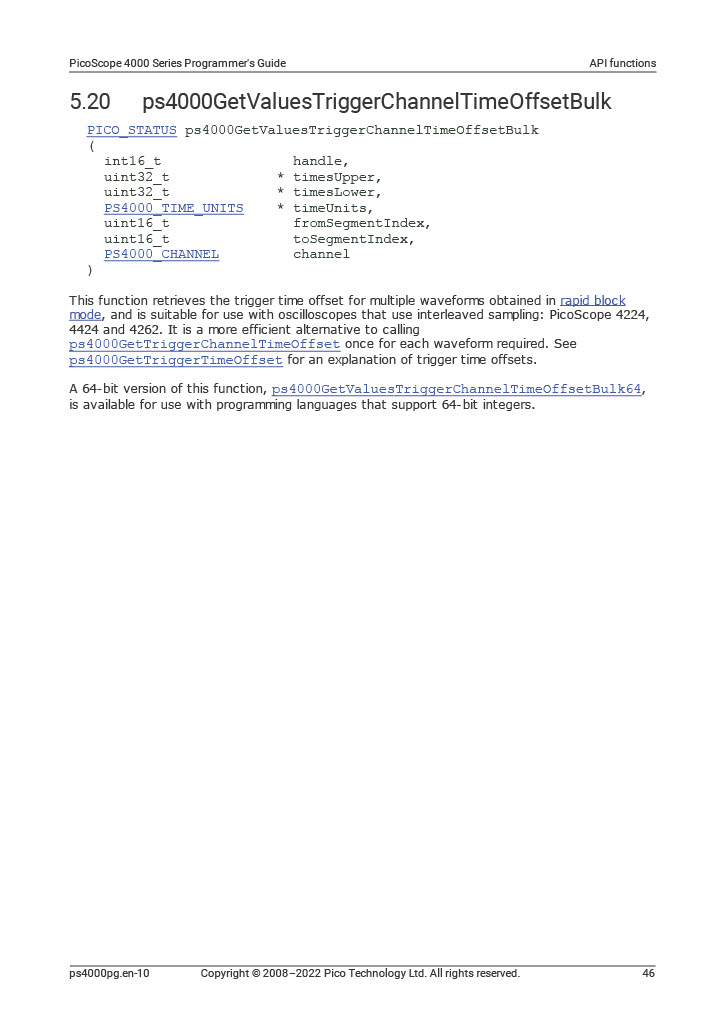 PicoScope 4000 Series Programmer's Guide API functions
5.20 ps4000GetValuesTriggerChannelTimeOffsetBulk
PICO_STATUS ps4000GetValuesTriggerChannelTimeOffsetBulk
(
int16_t handle,
uint32_t * timesUpper,
uint32_t * timesLower,
PS4000_TIME_UNITS * timeUnits,
uint16_t fromSegmentIndex,
uint16_t toSegmentIndex,
PS4000_CHANNEL channel
)
This function retrieves the trigger time offset for multiple waveforms obtained in rapid block
mode, and is suitable for use with oscilloscopes that use interleaved sampling: PicoScope 4224,
4424 and 4262. It is a more efficient alternative to calling
ps4000GetTriggerChannelTimeOffset once for each waveform required. See
ps4000GetTriggerTimeOffset for an explanation of trigger time offsets.
A 64-bit version of this function, ps4000GetValuesTriggerChannelTimeOffsetBulk64,
is available for use with programming languages that support 64-bit integers.
ps4000pg.en-10 Copyright © 2008–2022 Pico Technology Ltd. All rights reserved. 46